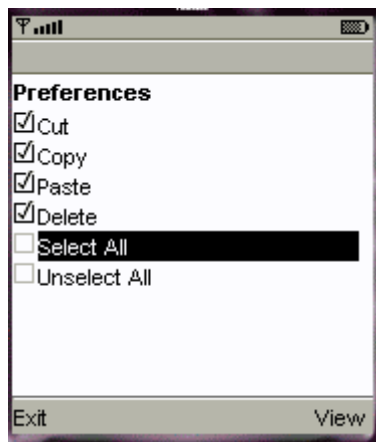 Preferences
Cut
Copy
Paste
Delete
Select All
Unselect All
Exit View